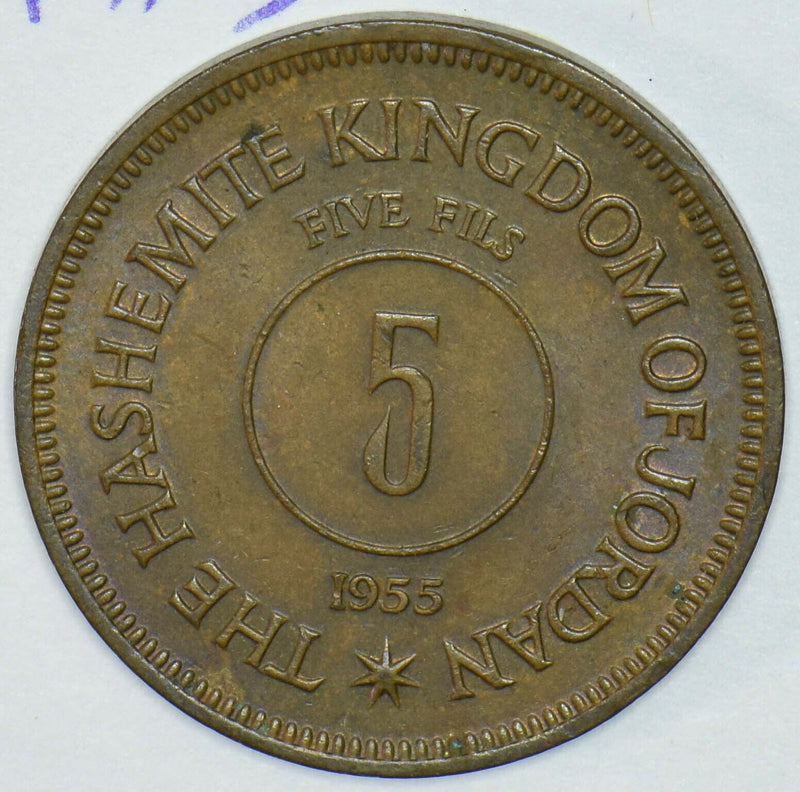 THE HASHEMITE KINGDOM OF JORDAN
FIVE FILS
5
1955